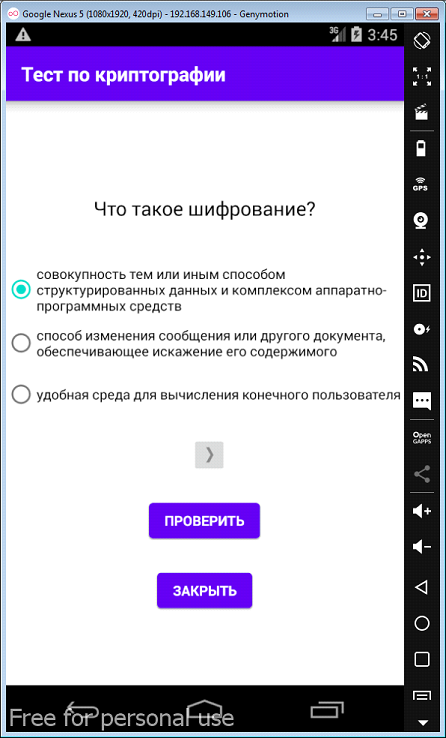 Google Nexus 5 (1080x1920, 420dpi) - 192.168.149.106 - Genymotion
3G
3:45
Тест по криптографии
1:1
GPS
ID
Что такое шифрование?
совокупность тем или иным способом
структурированных данных и комплексом аппаратно-
программных средств
способ изменения сообщения или другого документа,
обеспечивающее искажение его содержимого
удобная среда для вычисления конечного пользователя
Open
GAPPS
ПРОВЕРИТЬ
ЗАКРЫТЬ
Free for personal use